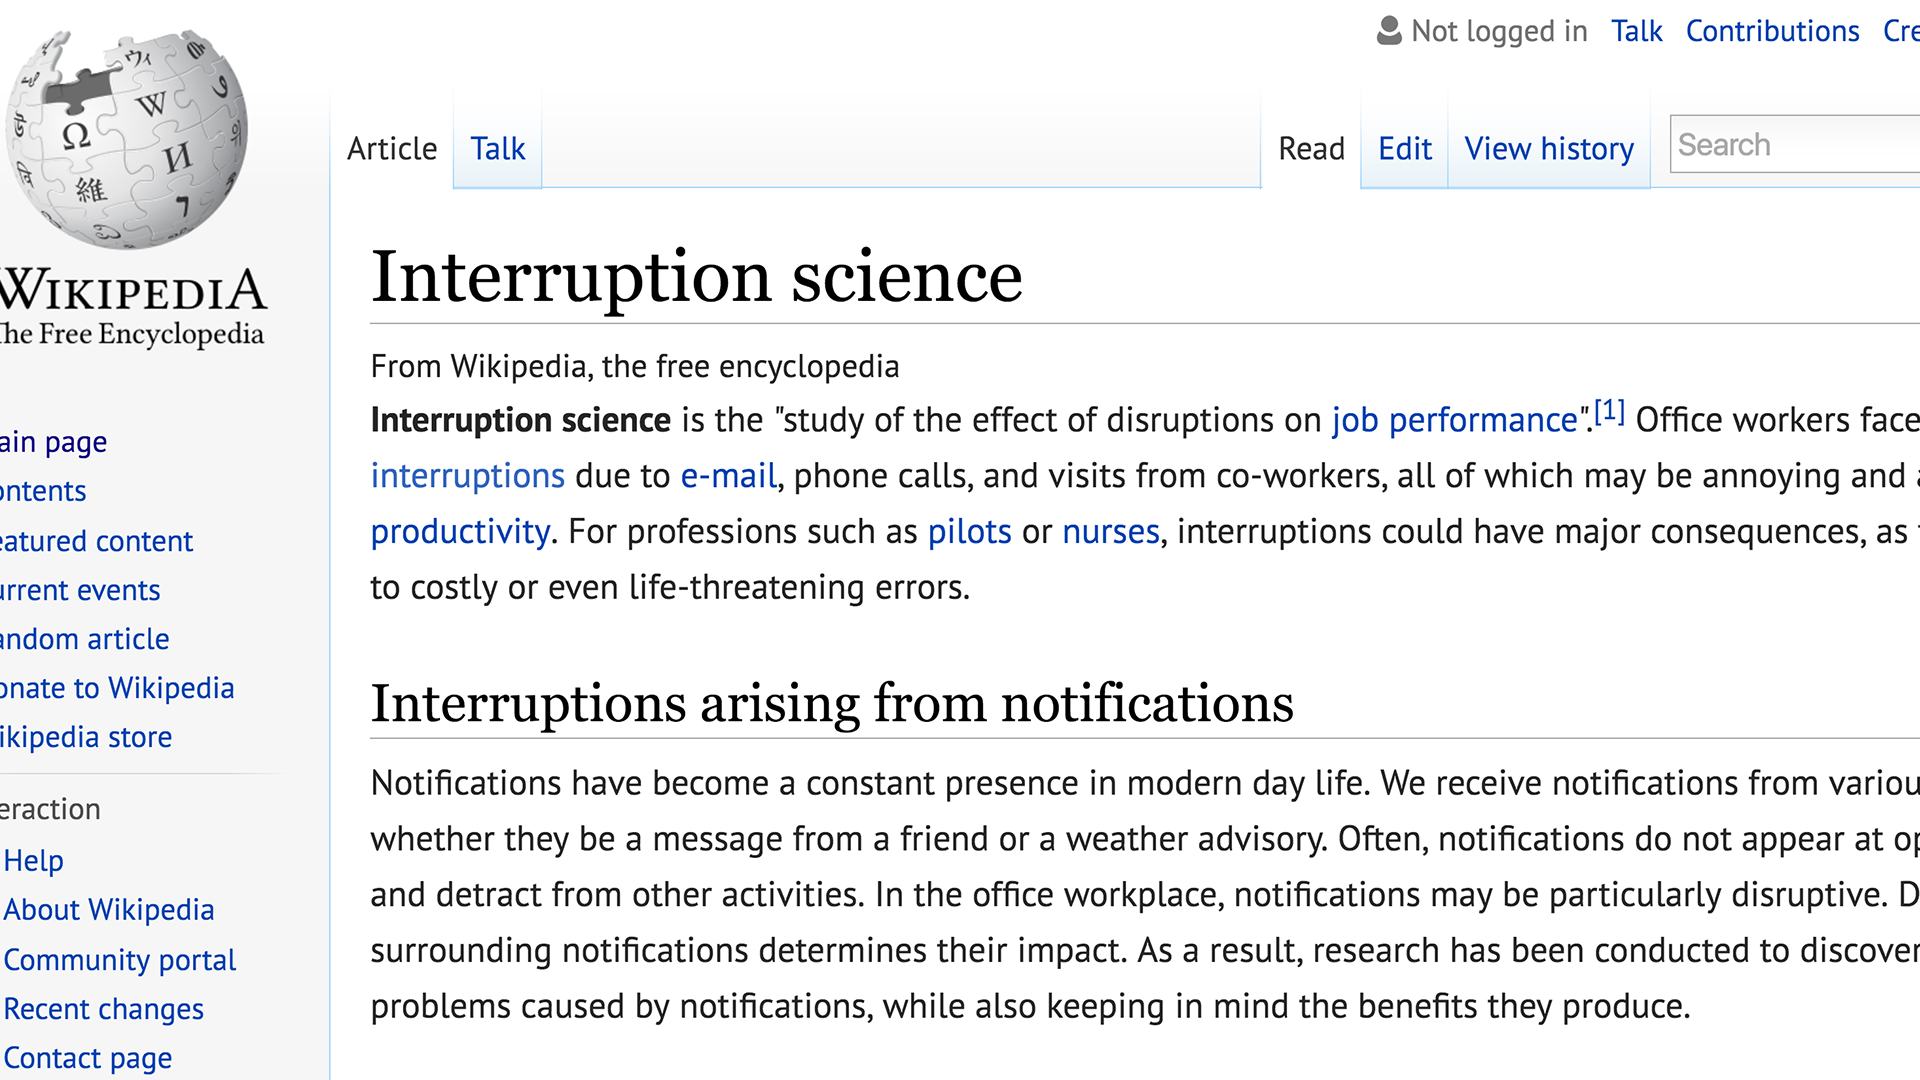 Not logged in Talk Contributions
Article Talk Read Edit View history Search
WIKIPEDIA
The Free Encyclopedia
Interruption science
From Wikipedia, the free encyclopedia
Interruption science is the "study of the effect of disruptions on job performance".[1] Office workers face
interruptions due to e-mail, phone calls, and visits from co-workers, all of which may be annoying and
productivity. For professions such as pilots or nurses, interruptions could have major consequences, as
to costly or even life-threatening errors.
Interruptions arising from notifications
Notifications have become a constant presence in modern day life. We receive notifications from variou
whether they be a message from a friend or a weather advisory. Often, notifications do not appear at op
and detract from other activities. In the office workplace, notifications may be particularly disruptive. D
surrounding notifications determines their impact. As a result, research has been conducted to discover
problems caused by notifications, while also keeping in mind the benefits they produce.
ain page
ontents
eatured content
urrent events
andom article
onate to Wikipedia
ikipedia store
eraction
Help
About Wikipedia
Community portal
Recent changes
Contact page